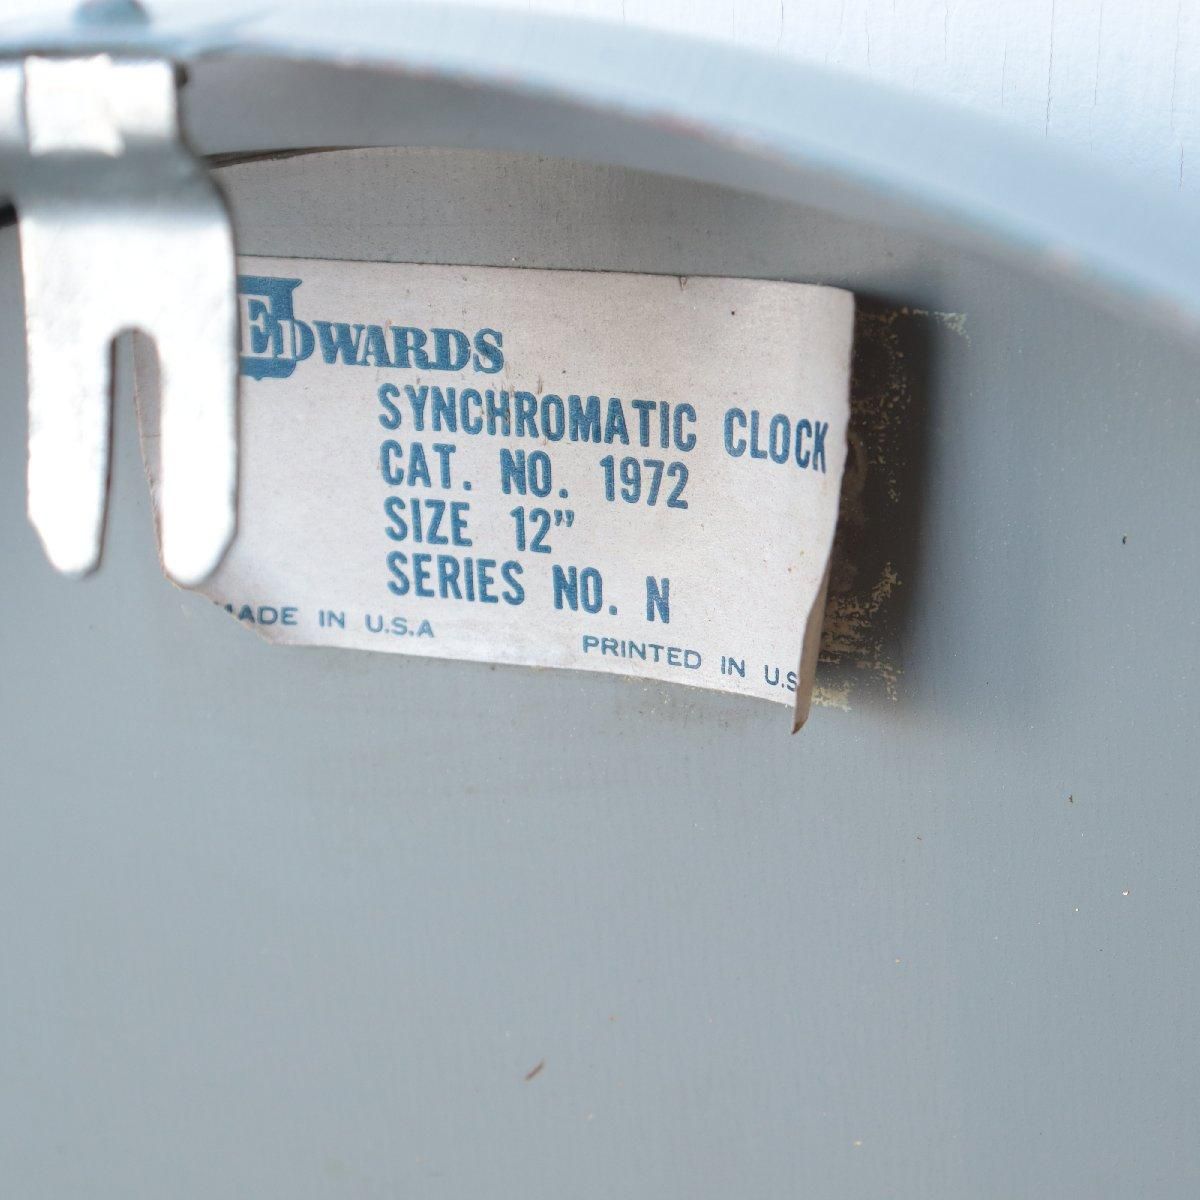 EDWARDS
SYNCHROMATIC CLOCK
CAT. NO. 1972
SIZE 12”
SERIES NO. N
MADE IN U.S.A
PRINTED IN U.S